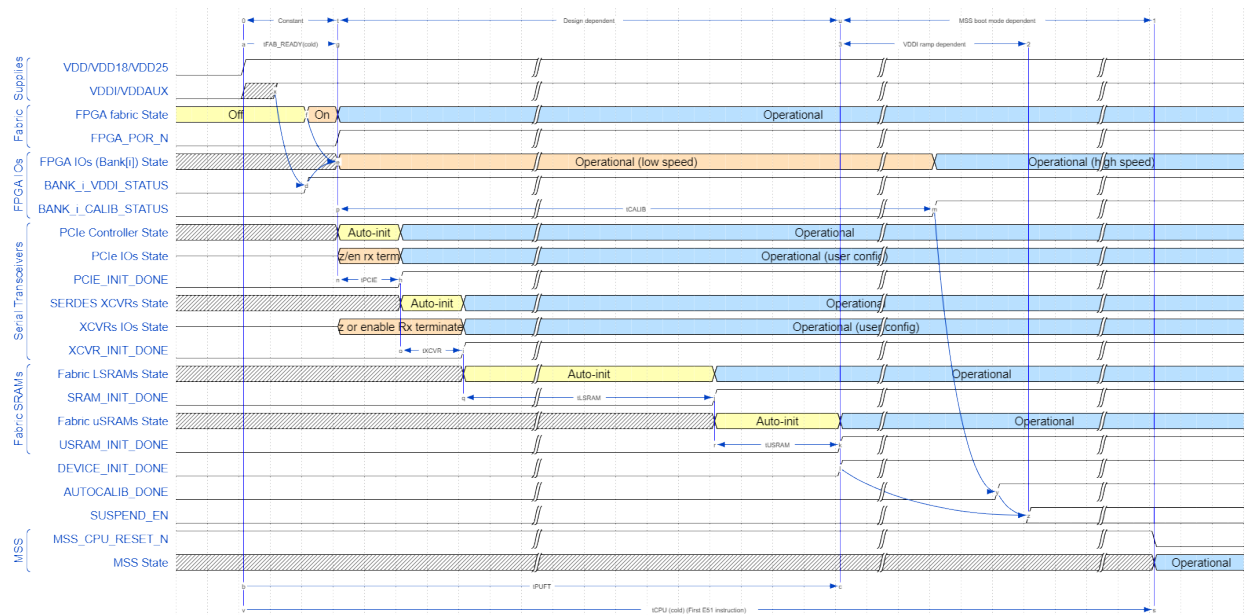 Constant Design dependent MSS boot mode dependent
tFAB_READY(cold) VDDI ramp dependent
Supplies
VDD/VDD18/VDD25
VDDI/VDDAUX
Fabric
FPGA fabric State Off On Operational
FPGA_POR_N
FPGA IOs
FPGA IOs (Bank[i]) State Operational (low speed) Operational (high speed)
BANK_i_VDDI_STATUS
BANK_i_CALIB_STATUS tCALIB
Serial Transceivers
PCIe Controller State Auto-init Operational
PCIe IOs State z/en rx term Operational (user config)
PCIE_INIT_DONE tPCIE
SERDES XCVRs State Auto-init Operational
XCVRs IOs State z or enable Rx terminate Operational (user config)
XCVR_INIT_DONE tXCVR
Fabric SRAMs
Fabric LSRAMs State Auto-init Operational
SRAM_INIT_DONE tLSRAM
Fabric uSRAMs State Auto-init Operational
USRAM_INIT_DONE tUSRAM
DEVICE_INIT_DONE
AUTOCALIB_DONE
SUSPEND_EN
MSS
MSS_CPU_RESET_N
MSS State Operational
tPUFT
tCPU (cold) (First E51 instruction)